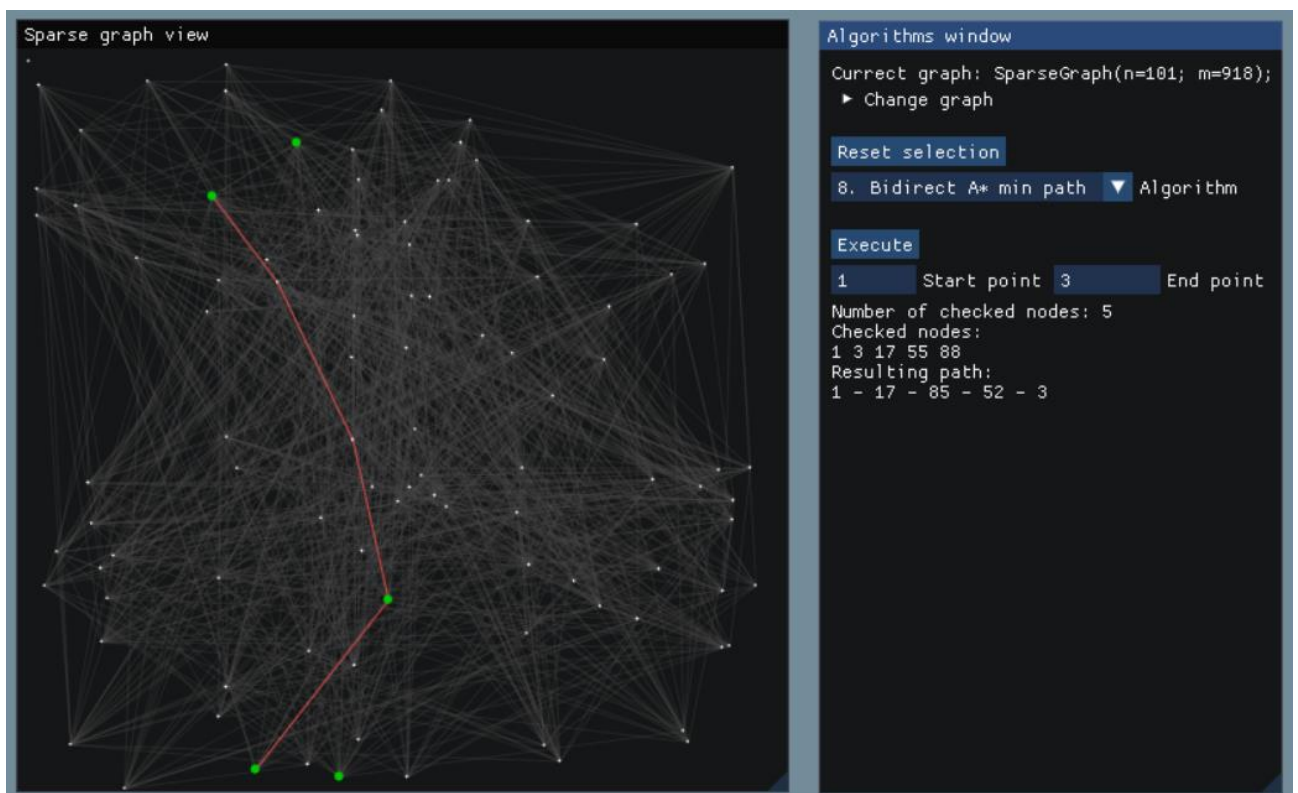 Sparse graph view
Algorithms window
Currect graph: SparseGraph(n=101; m=918);
Change graph
Reset selection
8. Bidirect A* min path Algorithm
Execute
1 Start point 3 End point
Number of checked nodes: 5
Checked nodes:
1 3 17 55 88
Resulting path:
1 - 17 - 85 - 52 - 3